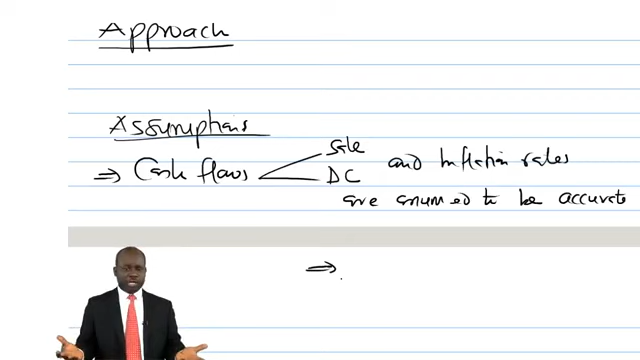 Approach
Assumptions
⇒ Cash flows sale and Inflation rates
DC
are assumed to be accurate
⇒